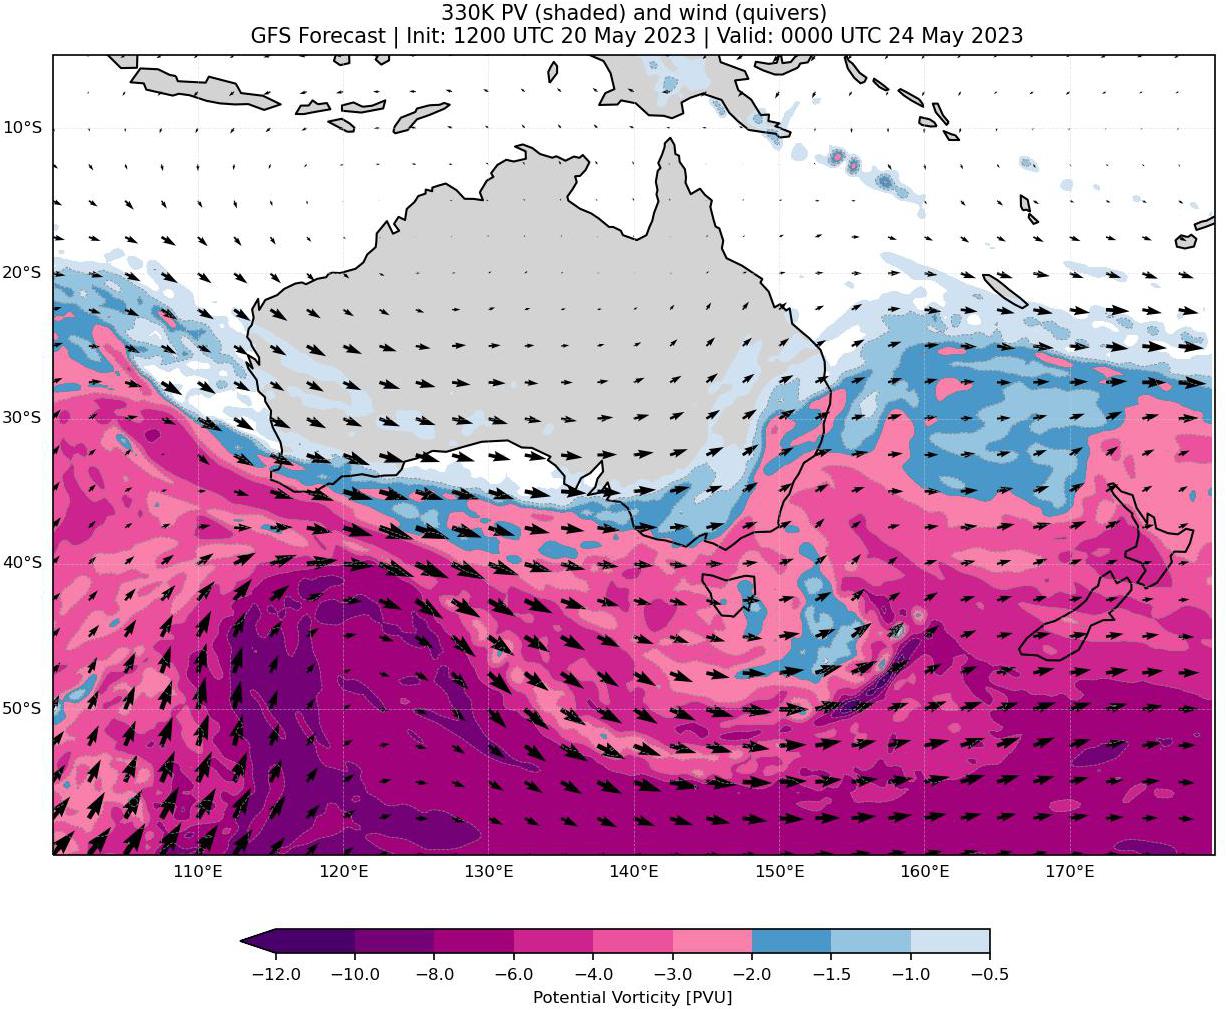 330K PV (shaded) and wind (quivers)
GFS Forecast | Init: 1200 UTC 20 May 2023 | Valid: 0000 UTC 24 May 2023
10°S
20°S
30°S
40°S
50°S
110°E 120°E 130°E 140°E 150°E 160°E 170°E
−12.0 −10.0 −8.0 −6.0 −4.0 −3.0 −2.0 −1.5 −1.0 −0.5
Potential Vorticity [PVU]